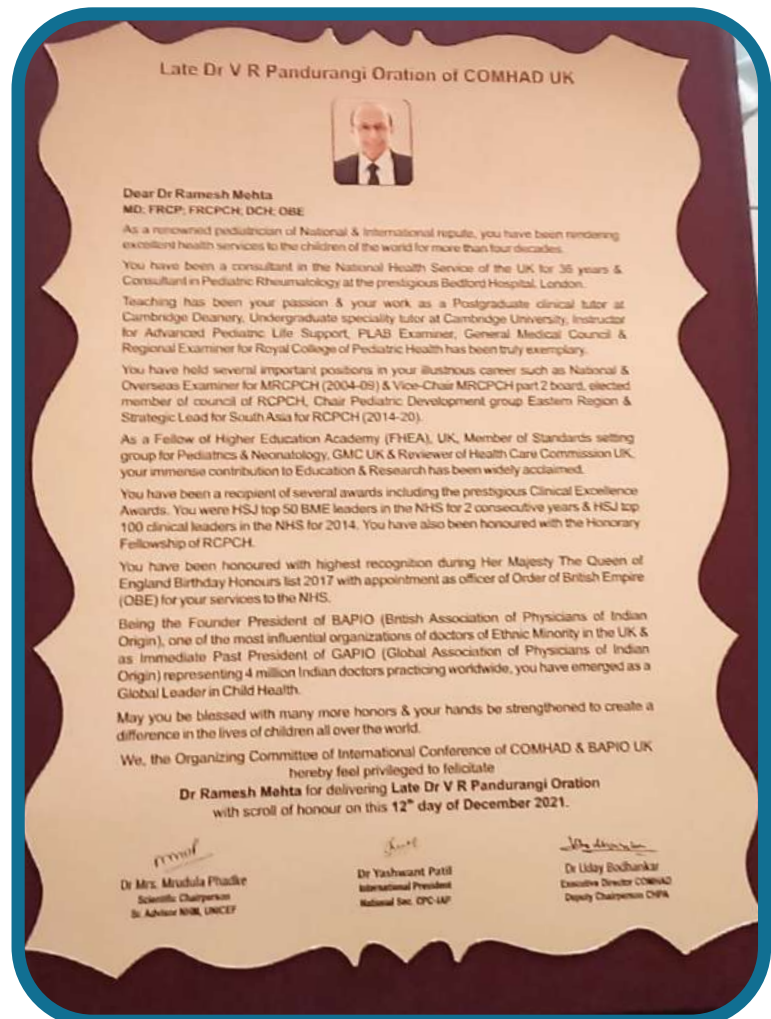 Late Dr V R Pandurangi Oration of COMHAD UK
Dear Dr Ramesh Mehta
MD; FRCP; FRCPCH; DCH; OBE
As a renowned pediatrician of National & International repute, you have been rendering
excellent health services to the children of the world for more than four decades.
You have been a consultant in the National Health Service of the UK for 35 years &
Consultant in Pediatric Rheumatology at the prestigious Bedford Hospital, London.
Teaching has been your passion & your work as a Postgraduate clinical tutor at
Cambridge Deanery, Undergraduate speciality tutor at Cambridge University, Instructor
for Advanced Pediatric Life Support, PLAB Examiner, General Medical Council &
Regional Examiner for Royal College of Pediatric Health has been truly exemplary.
You have held several important positions in your illustrious career such as National &
Overseas Examiner for MRCPCH (2004-09) & Vice-Chair MRCPCH part 2 board, elected
member of council of RCPCH, Chair Pediatric Development group Eastern Region &
Strategic Lead for South Asia for RCPCH (2014-20).
As a Fellow of Higher Education Academy (FHEA), UK, Member of Standards setting
group for Pediatrics & Neonatology, GMC UK & Reviewer of Health Care Commission UK,
your immense contribution to Education & Research has been widely acclaimed.
You have been a recipient of several awards including the prestigious Clinical Excellence
Awards. You were HSJ top 50 BME leaders in the NHS for 2 consecutive years & HSJ top
100 clinical leaders in the NHS for 2014. You have also been honoured with the Honorary
Fellowship of RCPCH.
You have been honoured with highest recognition during Her Majesty The Queen of
England Birthday Honours list 2017 with appointment as officer of Order of British Empire
(OBE) for your services to the NHS.
Being the Founder President of BAPIO (British Association of Physicians of Indian
Origin), one of the most influential organizations of doctors of Ethnic Minority in the UK &
as Immediate Past President of GAPIO (Global Association of Physicians of Indian
Origin) representing 4 million Indian doctors practicing worldwide, you have emerged as a
Global Leader in Child Health.
May you be blessed with many more honors & your hands be strengthened to create a
difference in the lives of children all over the world.
We, the Organizing Committee of International Conference of COMHAD & BAPIO UK
hereby feel privileged to felicitate
Dr Ramesh Mehta for delivering Late Dr V R Pandurangi Oration
with scroll of honour on this 12th day of December 2021.
Dr Mrs. Mrudula Phadke
Scientific Chairperson
Sr. Advisor NHM, UNICEF
Dr Yashwant Patil
International President
National Sec. CPC-IAP
Dr Uday Bodhankar
Executive Director COMHAD
Deputy Chairperson CHPA